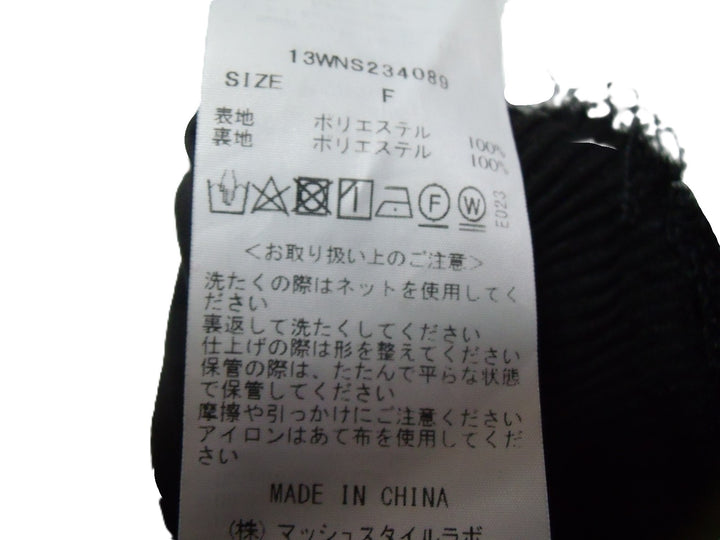 13WNS234089
SIZE F
表地 ポリエステル 100%
裏地 ポリエステル 100%
F W E023
＜お取り扱い上のご注意＞
洗たくの際はネットを使用してく
ださい
裏返して洗たくしてください
仕上げの際は形を整えてください
保管の際は、たたんで平らな状態
で保管してください
摩擦や引っかけにご注意ください
アイロンはあて布を使用してくだ
さい
MADE IN CHINA
(株) マッシュスタイルラボ